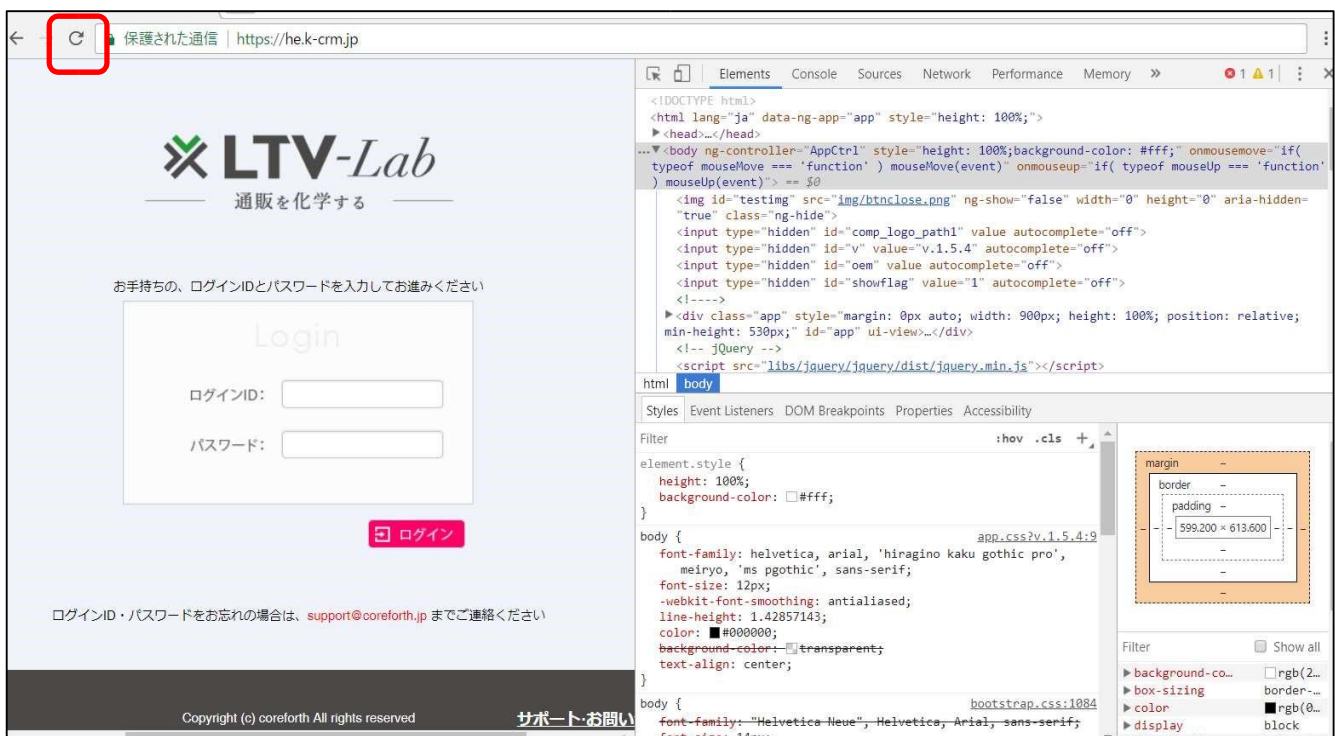 保護された通信 | https://he.k-crm.jp
LTV-Lab
通販を化学する
お手持ちの、ログインIDとパスワードを入力してお進みください
Login
ログインID:
パスワード:
ログイン
ログインID・パスワードをお忘れの場合は、support@coreforth.jp までご連絡ください
Copyright (c) coreforth All rights reserved
サポート・お問い
Elements Console Sources Network Performance Memory » 1 1
<!DOCTYPE html>
<html lang="ja" data-ng-app="app" style="height: 100%;">
▶<head>…</head>
...▼<body ng-controller="AppCtrl" style="height: 100%;background-color: #fff;" onmousemove="if(
typeof mouseMove === 'function' ) mouseMove(event)" onmouseup="if( typeof mouseUp === 'function'
) mouseUp(event)"> == $0
<img id="testimg" src="img/btnclose.png" ng-show="false" width="0" height="0" aria-hidden=
"true" class="ng-hide">
<input type="hidden" id="comp_logo_path1" value autocomplete="off">
<input type="hidden" id="v" value="v.1.5.4" autocomplete="off">
<input type="hidden" id="oem" value autocomplete="off">
<input type="hidden" id="showflag" value="1" autocomplete="off">
<!---->
▶<div class="app" style="margin: 0px auto; width: 900px; height: 100%; position: relative;
min-height: 530px;" id="app" ui-view>…</div>
<!-- jQuery -->
<script src="libs/jquery/jquery/dist/jquery.min.js"></script>
html body
Styles Event Listeners DOM Breakpoints Properties Accessibility
Filter :hov .cls +
element.style {
height: 100%;
background-color: #fff;
}
body { app.css?v.1.5.4:9
font-family: helvetica, arial, 'hiragino kaku gothic pro',
meiryo, 'ms pgothic', sans-serif;
font-size: 12px;
-webkit-font-smoothing: antialiased;
line-height: 1.42857143;
color: #000000;
background-color: transparent;
text-align: center;
}
body { bootstrap.css:1084
font-family: "Helvetica Neue", Helvetica, Arial, sans-serif;
margin –
border –
padding –
– – – 599.200 × 613.600 – – –
–
–
–
Filter Show all
▶background-co… rgb(2…
▶box-sizing border-…
▶color rgb(0…
▶display block